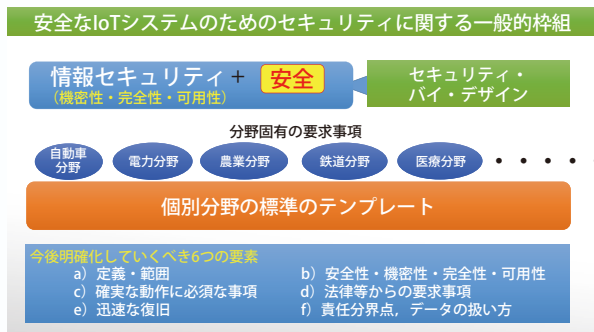 安全なIoTシステムのためのセキュリティに関する一般的枠組
情報セキュリティ + 安全
（機密性・完全性・可用性）
セキュリティ・
バイ・デザイン
分野固有の要求事項
自動車
分野
電力分野
農業分野
鉄道分野
医療分野
・・・・・
個別分野の標準のテンプレート
今後明確化していくべき6つの要素
a）定義・範囲
b）安全性・機密性・完全性・可用性
c）確実な動作に必須な事項
d）法律等からの要求事項
e）迅速な復旧
f）責任分界点，データの扱い方